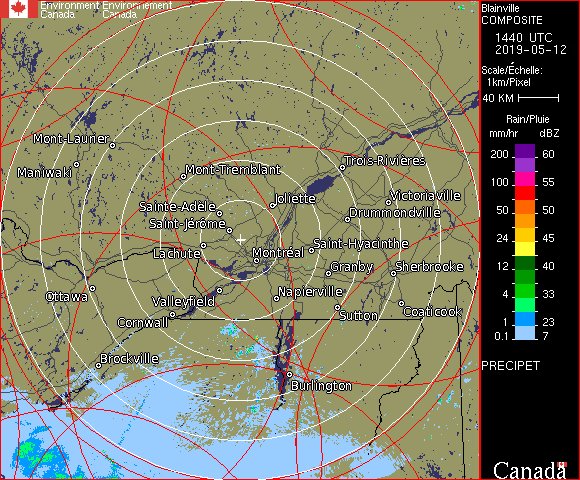 Environment Environnement
Canada Canada
Blainville
COMPOSITE
1440 UTC
2019-05-12
Scale/Échelle:
1km/Pixel
40 KM
Rain/Pluie
mm/hr dBZ
200 60
100 55
50 50
24 45
12 40
4 33
1 23
0.1 7
PRECIPET
Canada
Mont-Laurier
Maniwaki
Mont-Tremblant
Trois-Rivières
Joliette
Victoriaville
Sainte-Adèle
Drummondville
Saint-Jérôme
Lachute
Montréal
Saint-Hyacinthe
Granby
Sherbrooke
Ottawa
Valleyfield
Napierville
Cornwall
Sutton
Coaticook
Brockville
Burlington